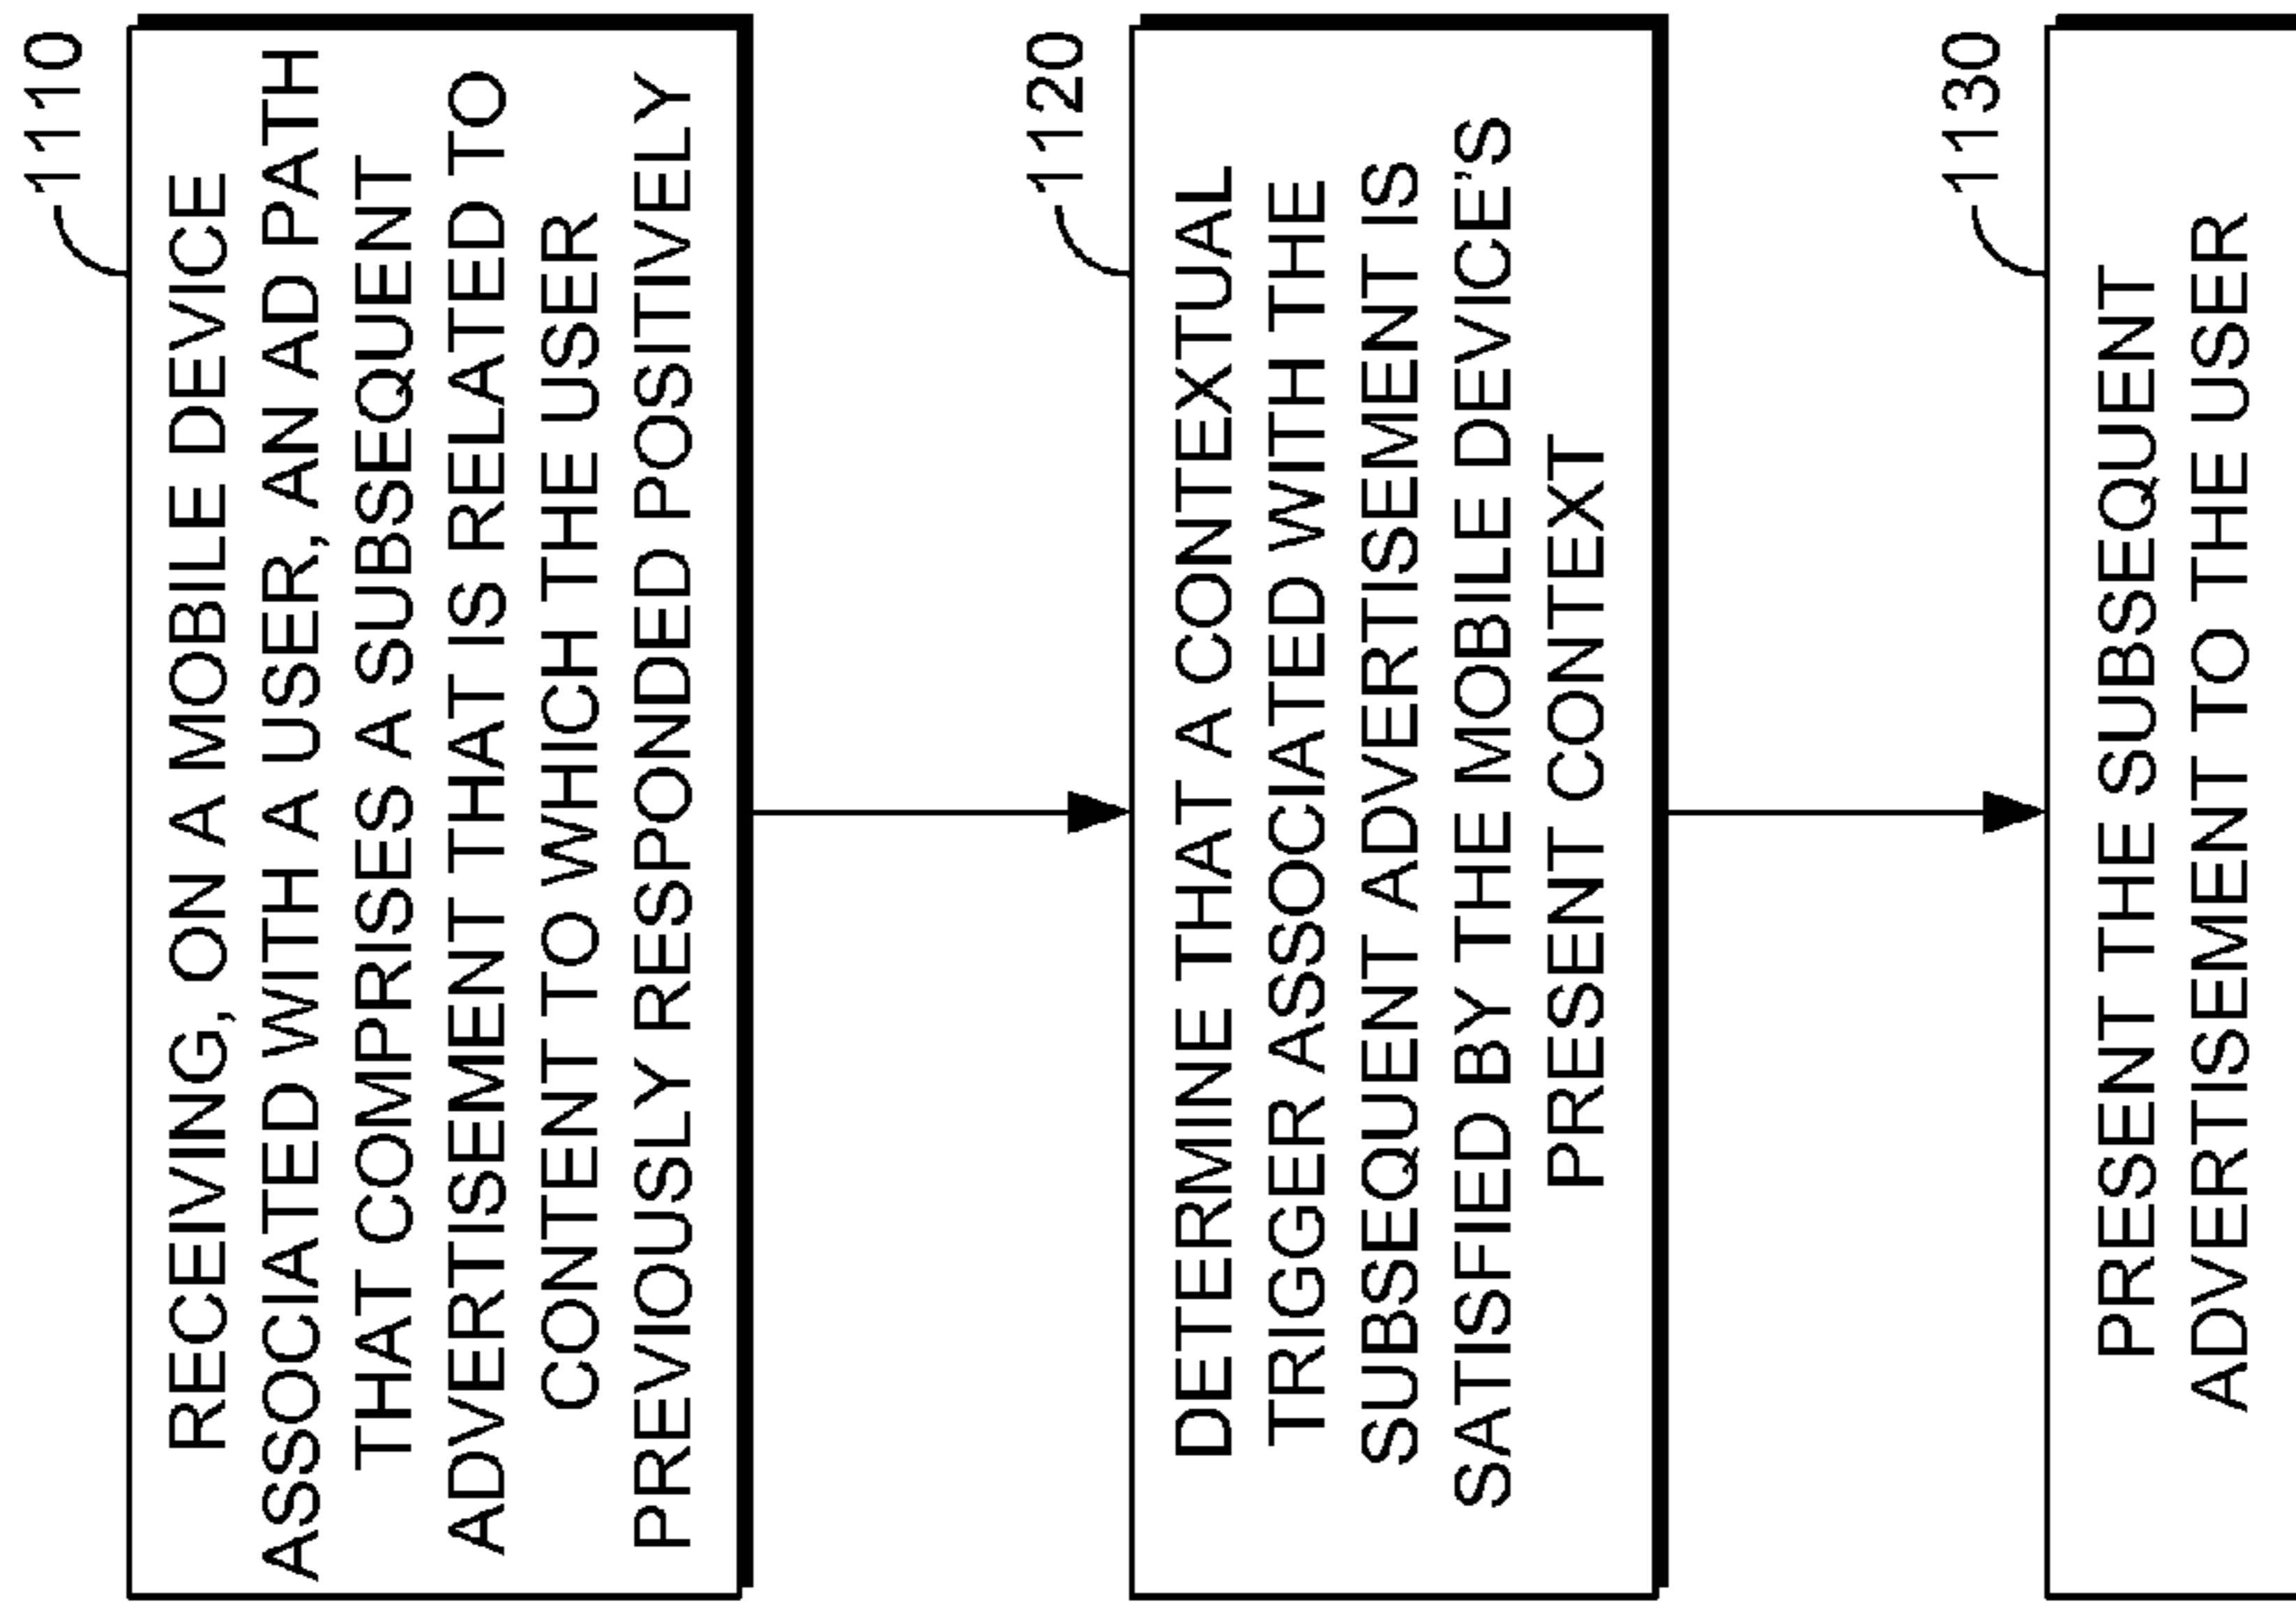 1110
RECEIVING, ON A MOBILE DEVICE
ASSOCIATED WITH A USER, AN AD PATH
THAT COMPRISES A SUBSEQUENT
ADVERTISEMENT THAT IS RELATED TO
CONTENT TO WHICH THE USER
PREVIOUSLY RESPONDED POSITIVELY
1120
DETERMINE THAT A CONTEXTUAL
TRIGGER ASSOCIATED WITH THE
SUBSEQUENT ADVERTISEMENT IS
SATISFIED BY THE MOBILE DEVICE’S
PRESENT CONTEXT
1130
PRESENT THE SUBSEQUENT
ADVERTISEMENT TO THE USER